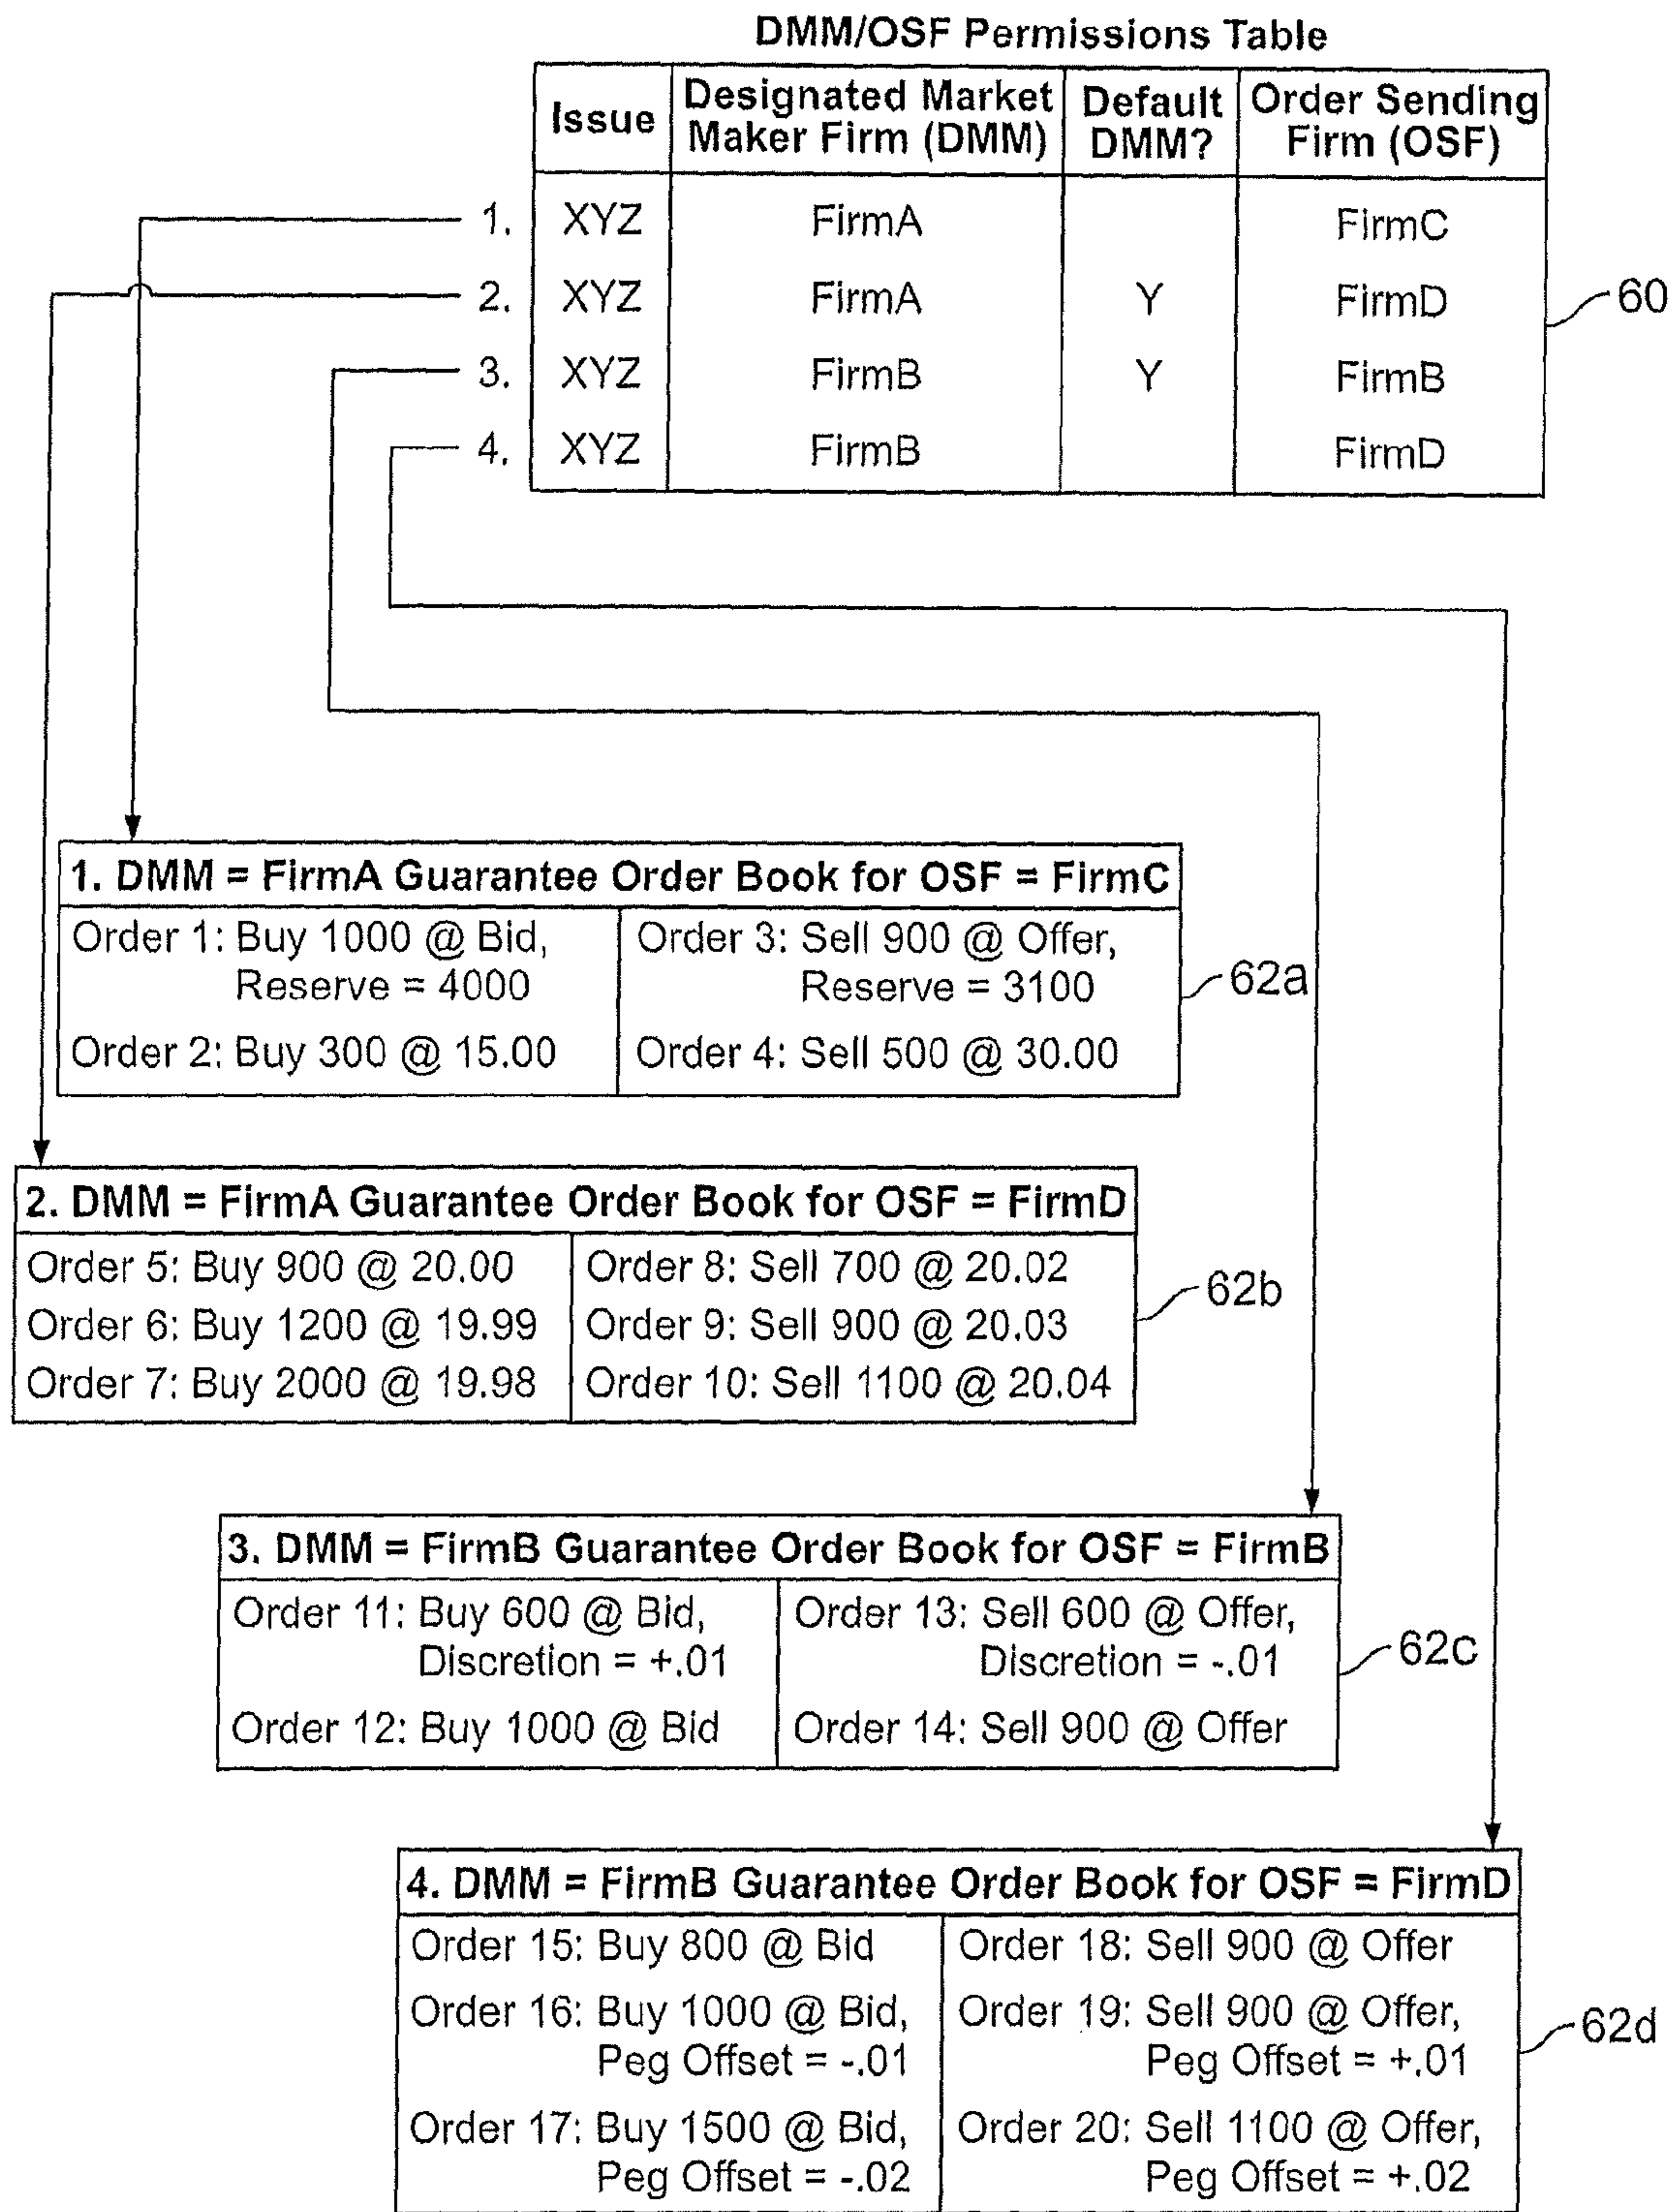 DMM/OSF Permissions Table
Issue Designated Market Maker Firm (DMM) Default DMM? Order Sending Firm (OSF)
1. XYZ FirmA FirmC
2. XYZ FirmA Y FirmD
3. XYZ FirmB Y FirmB
4. XYZ FirmB FirmD
60
1. DMM = FirmA Guarantee Order Book for OSF = FirmC
Order 1: Buy 1000 @ Bid,
Reserve = 4000
Order 2: Buy 300 @ 15.00
Order 3: Sell 900 @ Offer,
Reserve = 3100
Order 4: Sell 500 @ 30.00
62a
2. DMM = FirmA Guarantee Order Book for OSF = FirmD
Order 5: Buy 900 @ 20.00
Order 6: Buy 1200 @ 19.99
Order 7: Buy 2000 @ 19.98
Order 8: Sell 700 @ 20.02
Order 9: Sell 900 @ 20.03
Order 10: Sell 1100 @ 20.04
62b
3. DMM = FirmB Guarantee Order Book for OSF = FirmB
Order 11: Buy 600 @ Bid,
Discretion = +.01
Order 12: Buy 1000 @ Bid
Order 13: Sell 600 @ Offer,
Discretion = -.01
Order 14: Sell 900 @ Offer
62c
4. DMM = FirmB Guarantee Order Book for OSF = FirmD
Order 15: Buy 800 @ Bid
Order 16: Buy 1000 @ Bid,
Peg Offset = -.01
Order 17: Buy 1500 @ Bid,
Peg Offset = -.02
Order 18: Sell 900 @ Offer
Order 19: Sell 900 @ Offer,
Peg Offset = +.01
Order 20: Sell 1100 @ Offer,
Peg Offset = +.02
62d